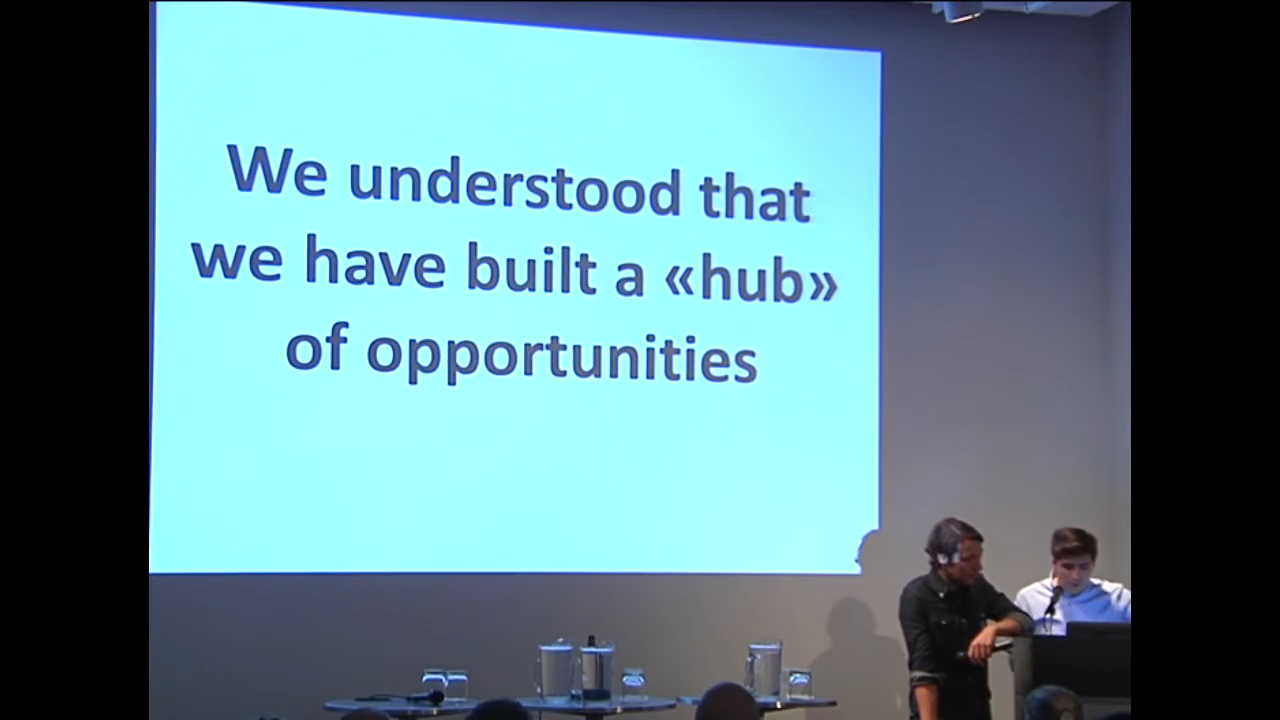 We understood that
we have built a «hub»
of opportunities